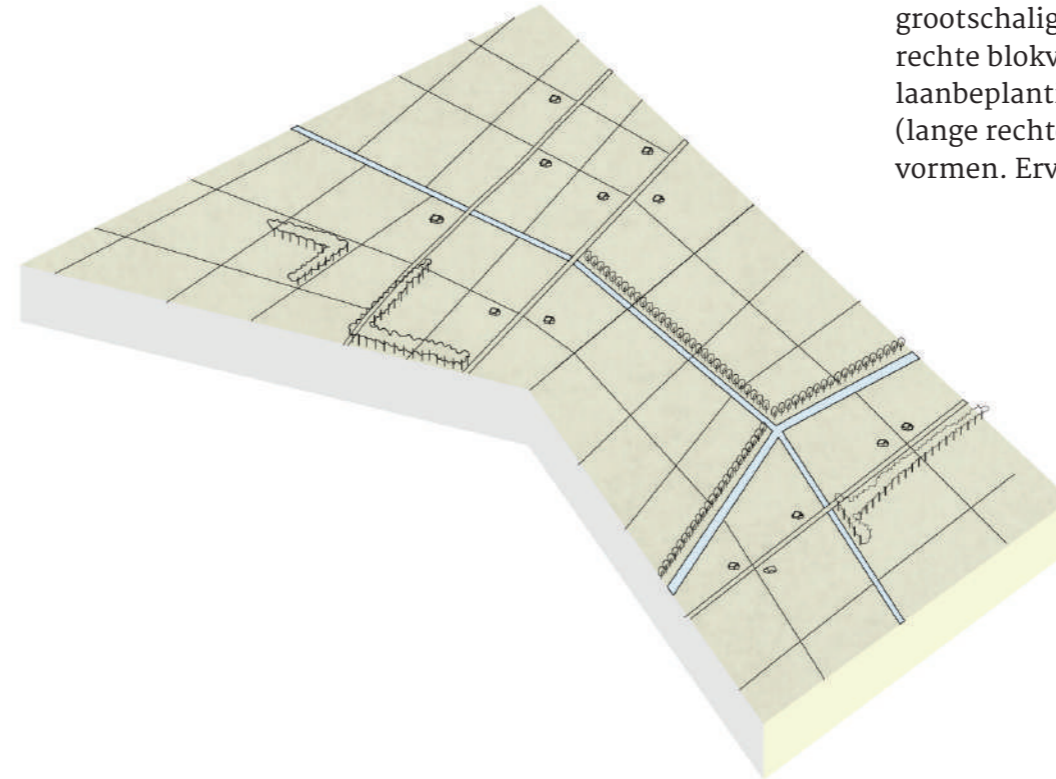 grootschalig
rechte blokv
laanbeplant
(lange recht
vormen. Erv